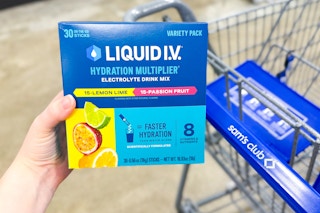 30 STICKS
VARIETY PACK
LIQUID I.V.
HYDRATION MULTIPLIER®
ELECTROLYTE DRINK MIX
15-LEMON LIME
15-PASSION FRUIT
FASTER
HYDRATION
8
sam's club